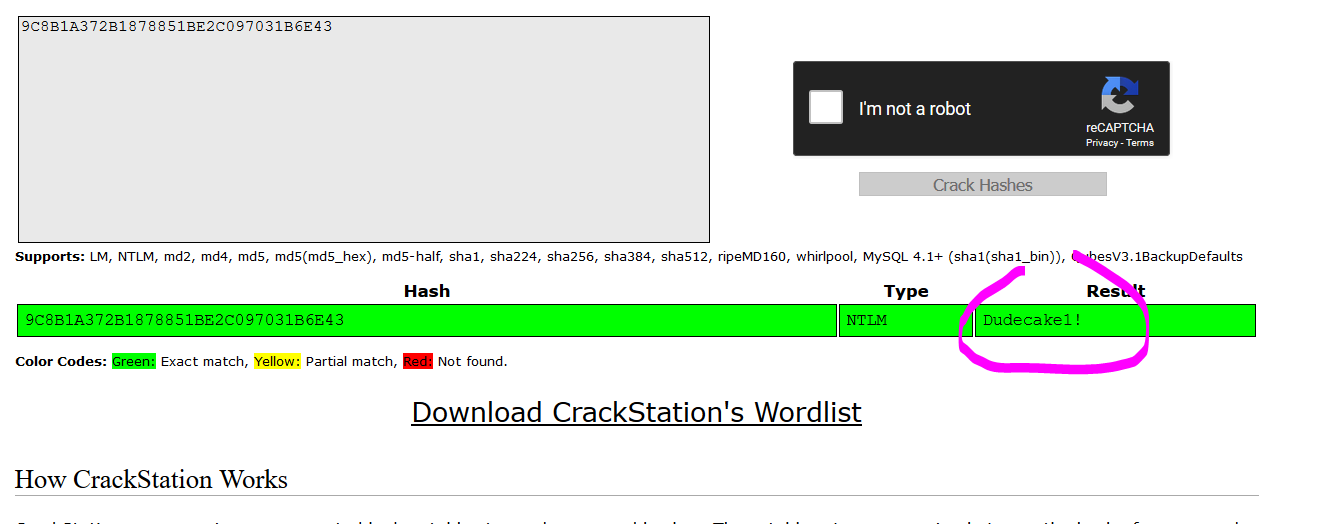 9C8B1A372B1878851BE2C097031B6E43
I'm not a robot
reCAPTCHA
Privacy - Terms
Crack Hashes
Supports: LM, NTLM, md2, md4, md5, md5(md5_hex), md5-half, sha1, sha224, sha256, sha384, sha512, ripeMD160, whirlpool, MySQL 4.1+ (sha1(sha1_bin)), QubesV3.1BackupDefaults
Hash Type Result
9C8B1A372B1878851BE2C097031B6E43 NTLM Dudecake1!
Color Codes: Green: Exact match, Yellow: Partial match, Red: Not found.
Download CrackStation's Wordlist
How CrackStation Works